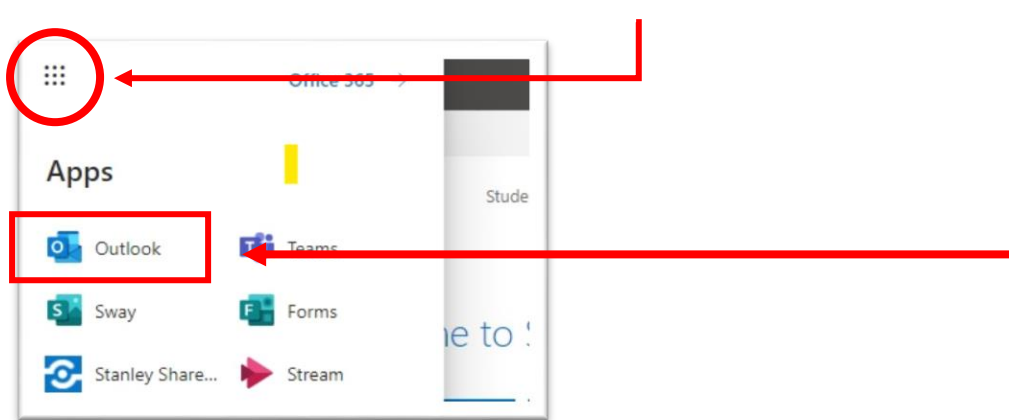 Office 365
Apps
Stude
Outlook
Teams
Sway
Forms
ne to S
Stanley Share...
Stream